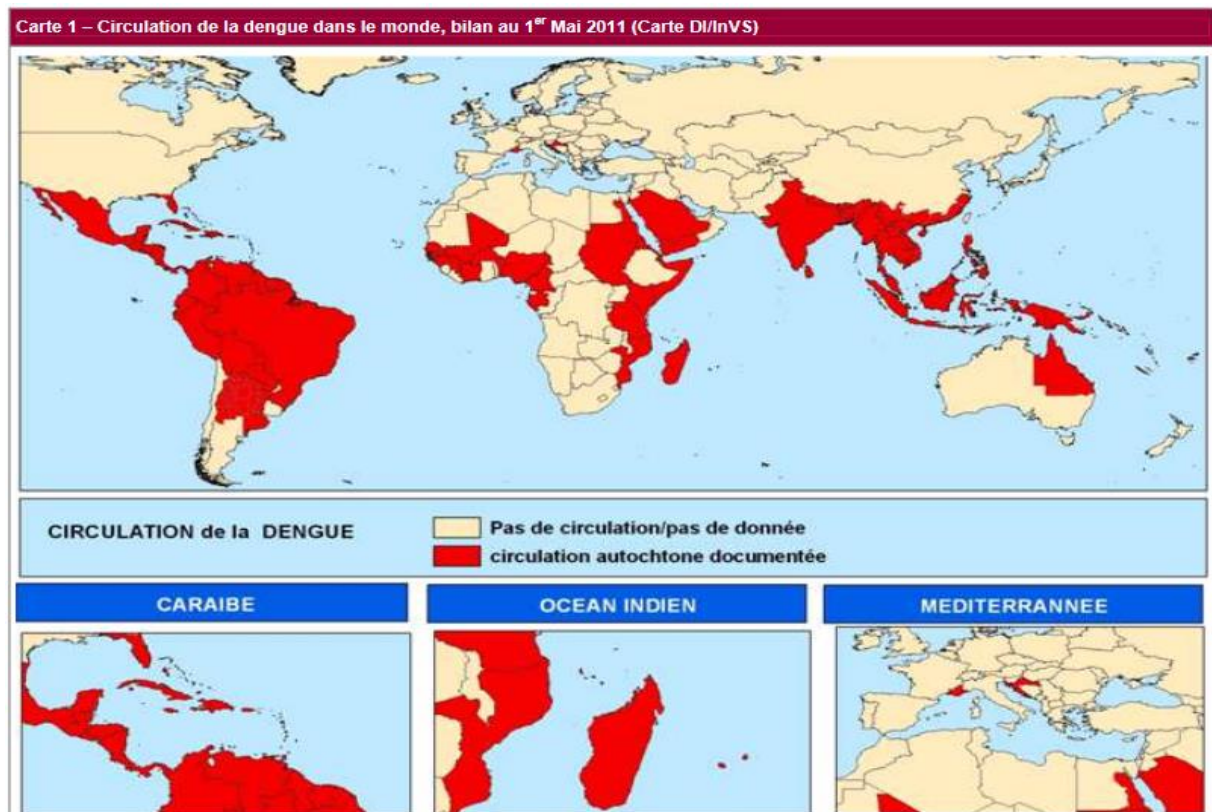 Carte 1 – Circulation de la dengue dans le monde, bilan au 1er Mai 2011 (Carte DI/InVS)
CIRCULATION de la DENGUE
Pas de circulation/pas de donnée
circulation autochtone documentée
CARAIBE
OCEAN INDIEN
MEDITERRANNEE